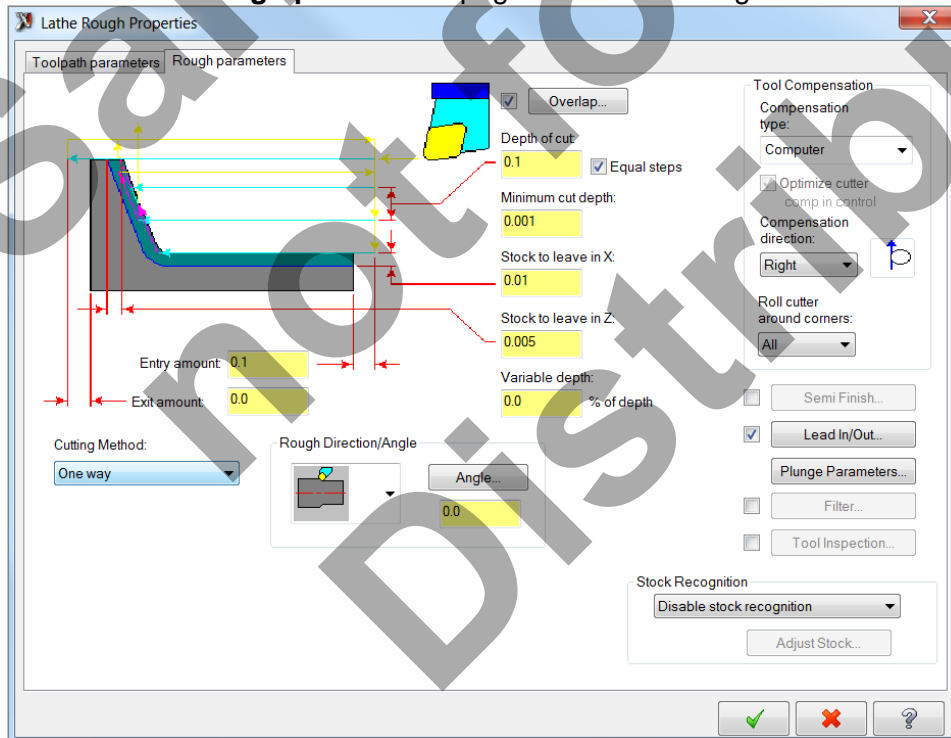 Lathe Rough Properties
Toolpath parameters
Rough parameters
Overlap...
Depth of cut:
0.1
Equal steps
Minimum cut depth:
0.001
Stock to leave in X:
0.01
Stock to leave in Z:
0.005
Variable depth:
0.0
% of depth
Entry amount:
0.1
Exit amount:
0.0
Cutting Method:
One way
Rough Direction/Angle
Angle...
0.0
Tool Compensation
Compensation
type:
Computer
Optimize cutter
comp in control
Compensation
direction:
Right
Roll cutter
around corners:
All
Semi Finish...
Lead In/Out...
Plunge Parameters...
Filter...
Tool Inspection...
Stock Recognition
Disable stock recognition
Adjust Stock...
not fo
Distrib